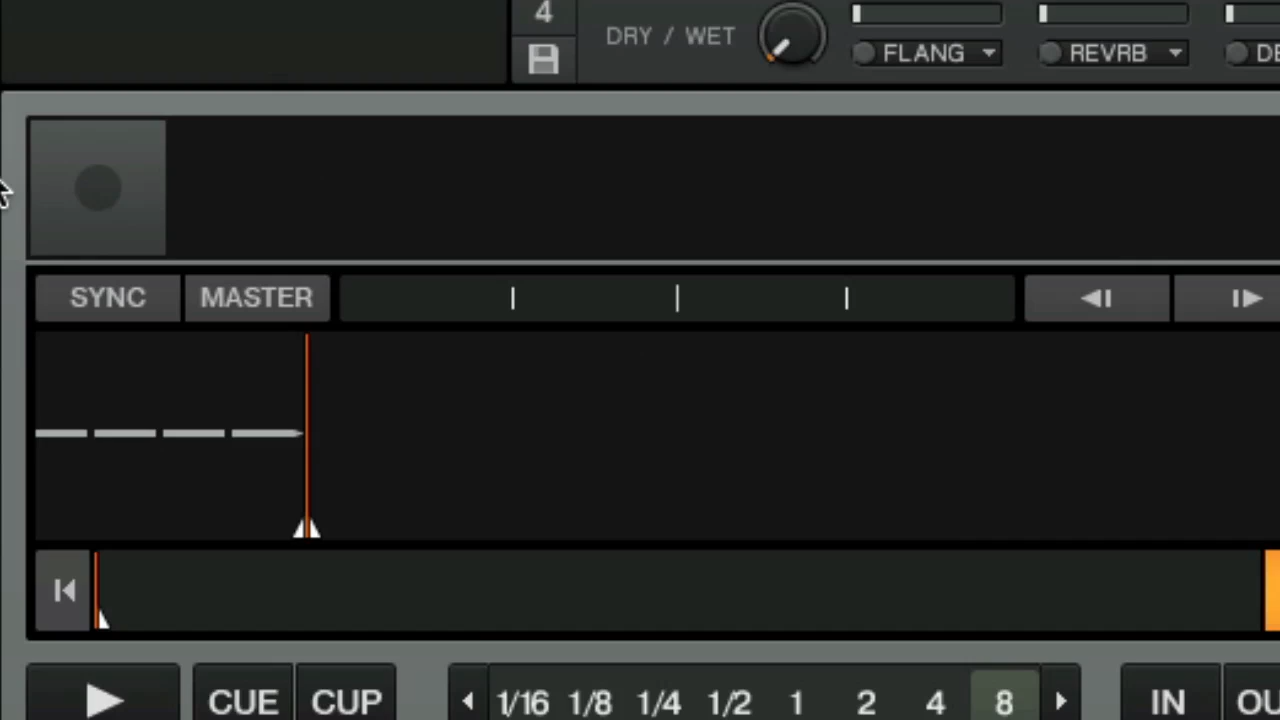 4
DRY / WET
FLANG
REVRB
SYNC
MASTER
CUE
CUP
1/16 1/8 1/4 1/2 1 2 4 8
IN